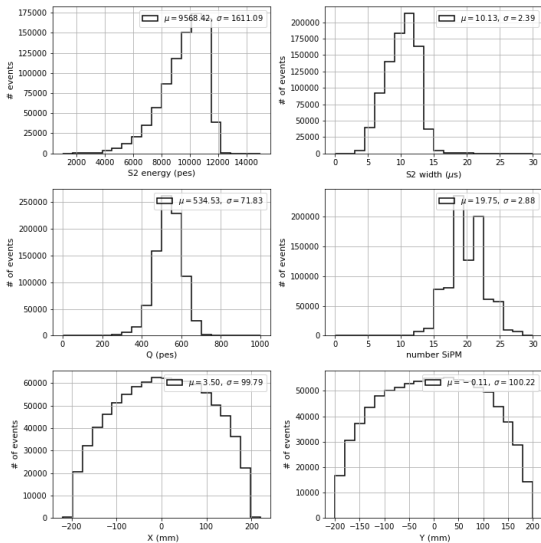 μ = 9568.42, σ = 1611.09
# events
175000
150000
125000
100000
75000
50000
25000
0
2000 4000 6000 8000 10000 12000 14000
S2 energy (pes)
μ = 10.13, σ = 2.39
# of events
200000
150000
100000
50000
0
0 5 10 15 20 25 30
S2 width (μs)
μ = 534.53, σ = 71.83
# of events
250000
200000
150000
100000
50000
0
0 200 400 600 800 1000
Q (pes)
μ = 19.75, σ = 2.88
# of events
200000
150000
100000
50000
0
0 5 10 15 20 25 30
number SiPM
μ = 3.50, σ = 99.79
# of events
60000
50000
40000
30000
20000
10000
0
−200 −100 0 100 200
X (mm)
μ = −0.11, σ = 100.22
# of events
50000
40000
30000
20000
10000
0
−200 −150 −100 −50 0 50 100 150 200
Y (mm)